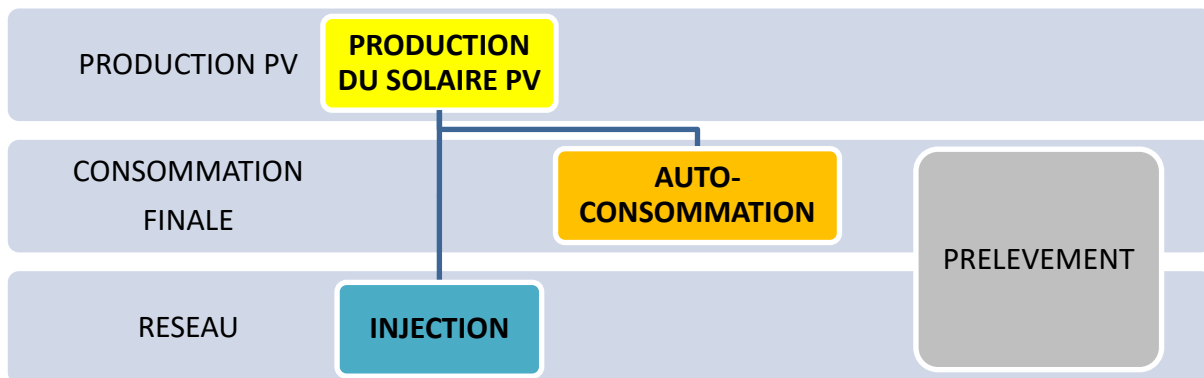 PRODUCTION PV
PRODUCTION
DU SOLAIRE PV
CONSOMMATION
FINALE
AUTO-
CONSOMMATION
PRELEVEMENT
RESEAU
INJECTION